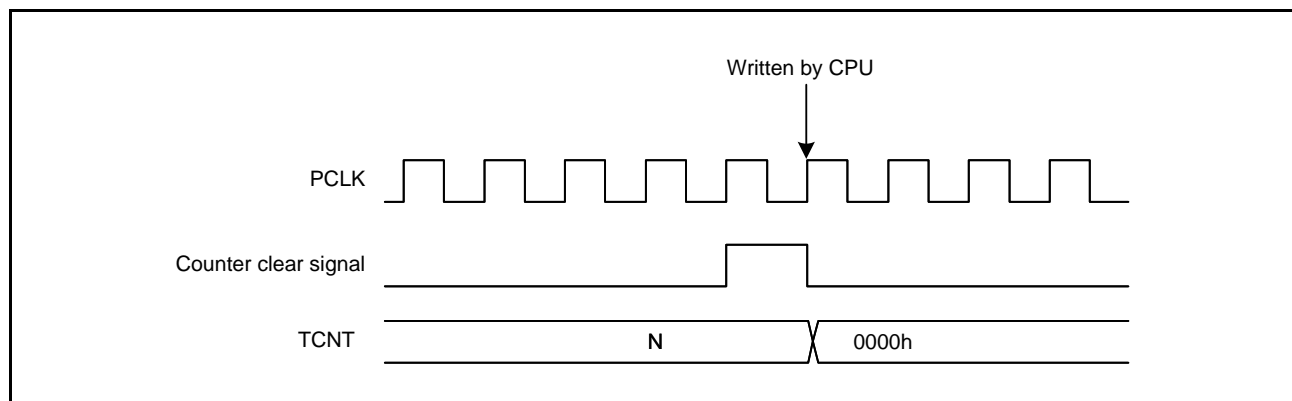 Written by CPU
PCLK
Counter clear signal
TCNT
N
0000h